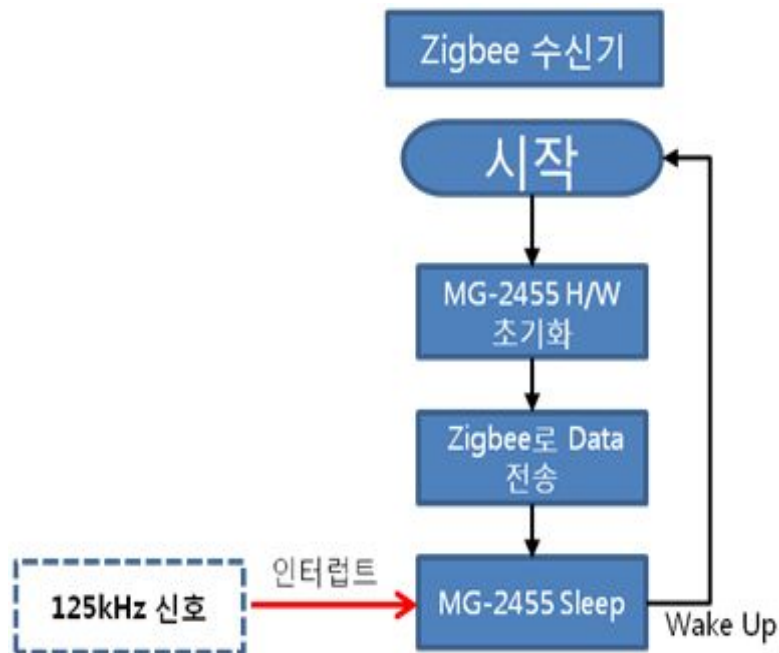 Zigbee 수신기
시작
MG-2455 H/W
초기화
Zigbee로 Data
전송
인터럽트
125kHz 신호
MG-2455 Sleep
Wake Up